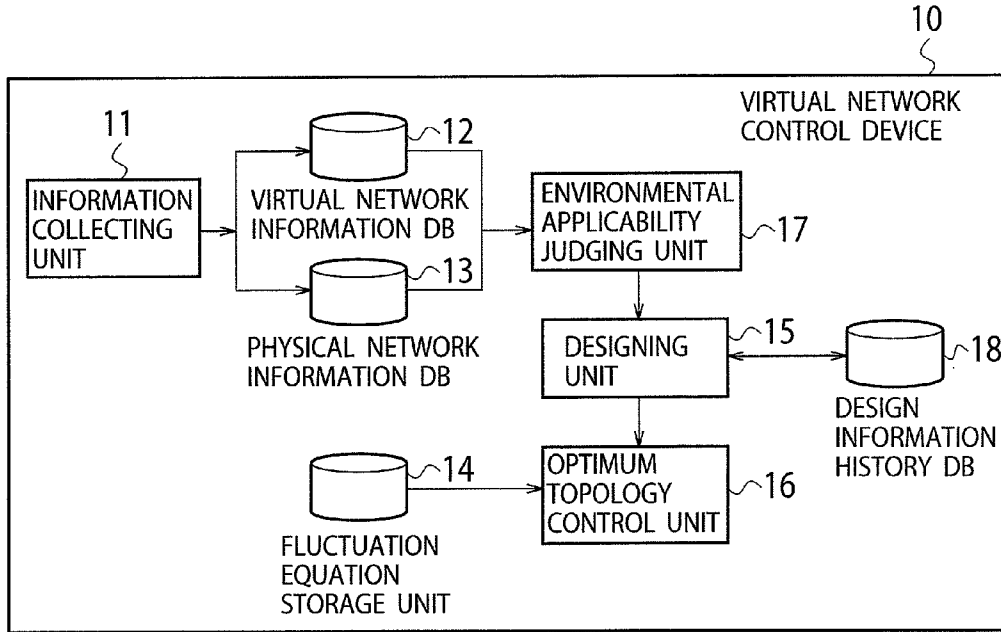 10
VIRTUAL NETWORK
CONTROL DEVICE
11
INFORMATION
COLLECTING
UNIT
12
VIRTUAL NETWORK
INFORMATION DB
13
PHYSICAL NETWORK
INFORMATION DB
ENVIRONMENTAL
APPLICABILITY
JUDGING UNIT
17
DESIGNING
UNIT
15
18
DESIGN
INFORMATION
HISTORY DB
14
FLUCTUATION
EQUATION
STORAGE UNIT
OPTIMUM
TOPOLOGY
CONTROL UNIT
16